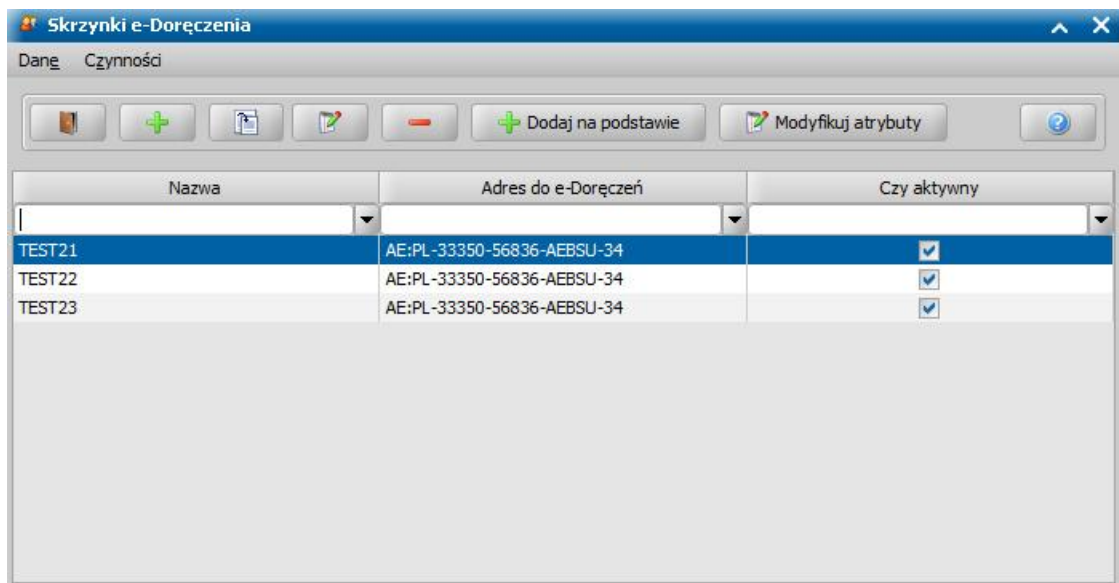 Skrzynki e-Doręczenia
Dane Czynności
Dodaj na podstawie Modyfikuj atrybuty
Nazwa Adres do e-Doręczeń Czy aktywny
TEST21 AE:PL-33350-56836-AEBSU-34
TEST22 AE:PL-33350-56836-AEBSU-34
TEST23 AE:PL-33350-56836-AEBSU-34